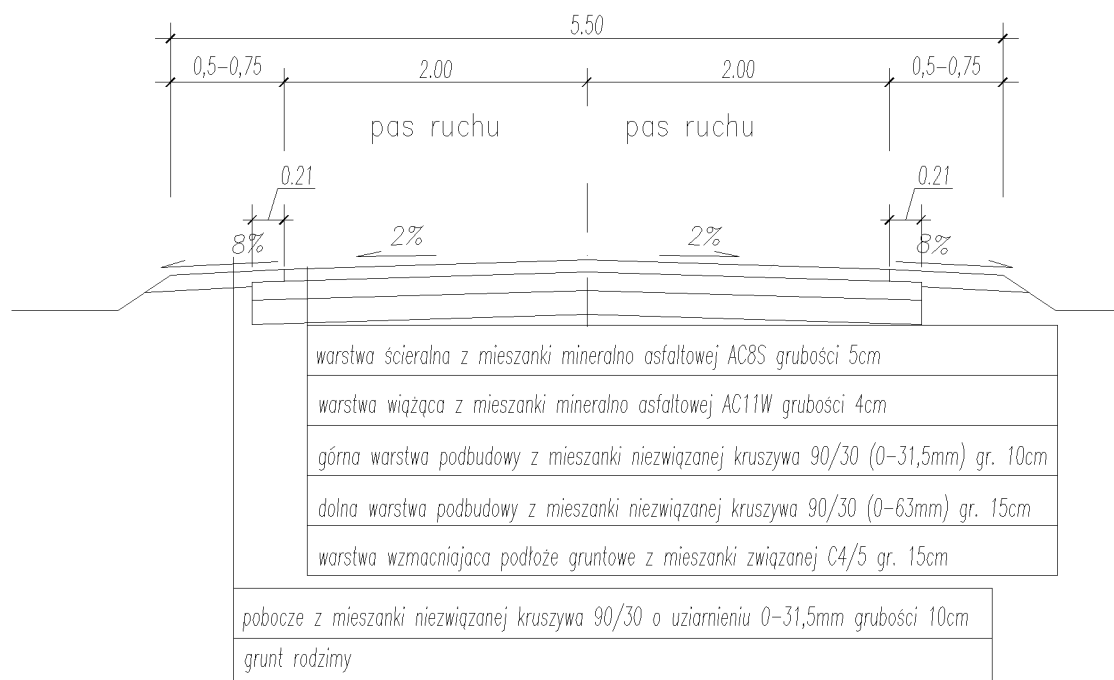 5.50
0,5-0,75 2.00 2.00 0,5-0,75
pas ruchu pas ruchu
0.21 0.21
8% 2% 2% 8%
warstwa ścieralna z mieszanki mineralno asfaltowej AC8S grubości 5cm
warstwa wiążąca z mieszanki mineralno asfaltowej AC11W grubości 4cm
górna warstwa podbudowy z mieszanki niezwiązanej kruszywa 90/30 (0-31,5mm) gr. 10cm
dolna warstwa podbudowy z mieszanki niezwiązanej kruszywa 90/30 (0-63mm) gr. 15cm
warstwa wzmacniajaca podłoże gruntowe z mieszanki związanej C4/5 gr. 15cm
pobocze z mieszanki niezwiązanej kruszywa 90/30 o uziarnieniu 0-31,5mm grubości 10cm
grunt rodzimy